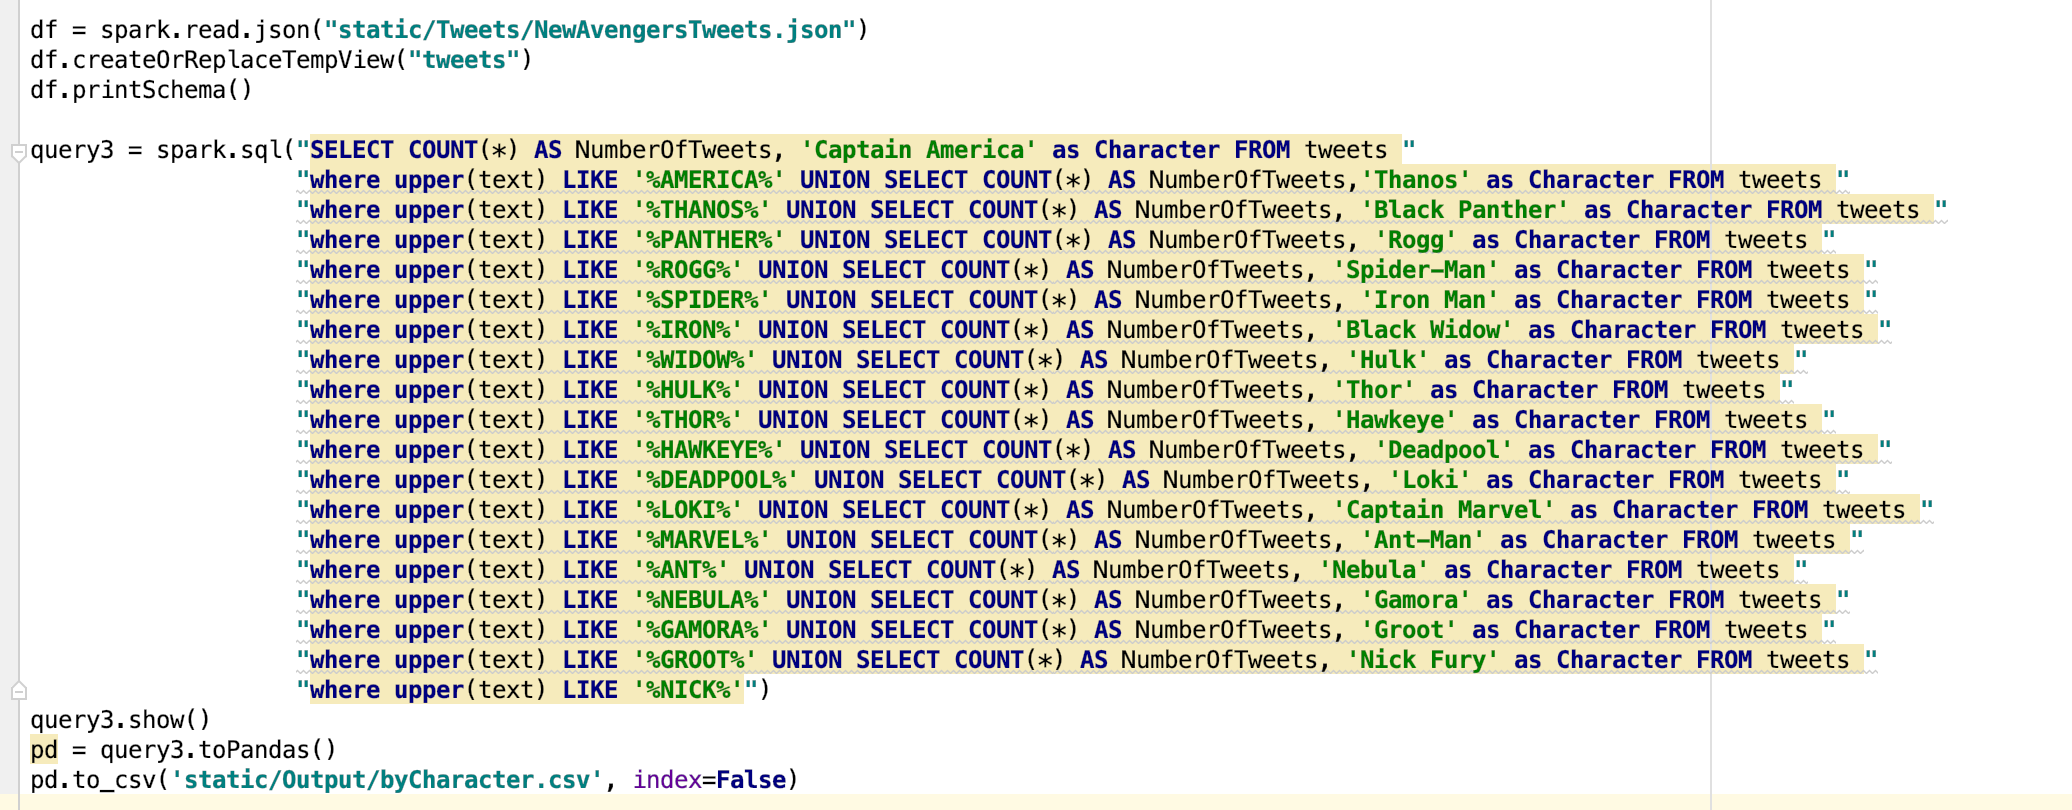 df = spark.read.json("static/Tweets/NewAvengersTweets.json")
df.createOrReplaceTempView("tweets")
df.printSchema()
query3 = spark.sql("SELECT COUNT(*) AS NumberOfTweets, 'Captain America' as Character FROM tweets "
"where upper(text) LIKE '%AMERICA%' UNION SELECT COUNT(*) AS NumberOfTweets,'Thanos' as Character FROM tweets "
"where upper(text) LIKE '%THANOS%' UNION SELECT COUNT(*) AS NumberOfTweets, 'Black Panther' as Character FROM tweets "
"where upper(text) LIKE '%PANTHER%' UNION SELECT COUNT(*) AS NumberOfTweets, 'Rogg' as Character FROM tweets "
"where upper(text) LIKE '%ROGG%' UNION SELECT COUNT(*) AS NumberOfTweets, 'Spider-Man' as Character FROM tweets "
"where upper(text) LIKE '%SPIDER%' UNION SELECT COUNT(*) AS NumberOfTweets, 'Iron Man' as Character FROM tweets "
"where upper(text) LIKE '%IRON%' UNION SELECT COUNT(*) AS NumberOfTweets, 'Black Widow' as Character FROM tweets "
"where upper(text) LIKE '%WIDOW%' UNION SELECT COUNT(*) AS NumberOfTweets, 'Hulk' as Character FROM tweets "
"where upper(text) LIKE '%HULK%' UNION SELECT COUNT(*) AS NumberOfTweets, 'Thor' as Character FROM tweets "
"where upper(text) LIKE '%THOR%' UNION SELECT COUNT(*) AS NumberOfTweets, 'Hawkeye' as Character FROM tweets "
"where upper(text) LIKE '%HAWKEYE%' UNION SELECT COUNT(*) AS NumberOfTweets, 'Deadpool' as Character FROM tweets "
"where upper(text) LIKE '%DEADPOOL%' UNION SELECT COUNT(*) AS NumberOfTweets, 'Loki' as Character FROM tweets "
"where upper(text) LIKE '%LOKI%' UNION SELECT COUNT(*) AS NumberOfTweets, 'Captain Marvel' as Character FROM tweets "
"where upper(text) LIKE '%MARVEL%' UNION SELECT COUNT(*) AS NumberOfTweets, 'Ant-Man' as Character FROM tweets "
"where upper(text) LIKE '%ANT%' UNION SELECT COUNT(*) AS NumberOfTweets, 'Nebula' as Character FROM tweets "
"where upper(text) LIKE '%NEBULA%' UNION SELECT COUNT(*) AS NumberOfTweets, 'Gamora' as Character FROM tweets "
"where upper(text) LIKE '%GAMORA%' UNION SELECT COUNT(*) AS NumberOfTweets, 'Groot' as Character FROM tweets "
"where upper(text) LIKE '%GROOT%' UNION SELECT COUNT(*) AS NumberOfTweets, 'Nick Fury' as Character FROM tweets "
"where upper(text) LIKE '%NICK%'")
query3.show()
pd = query3.toPandas()
pd.to_csv('static/Output/byCharacter.csv', index=False)